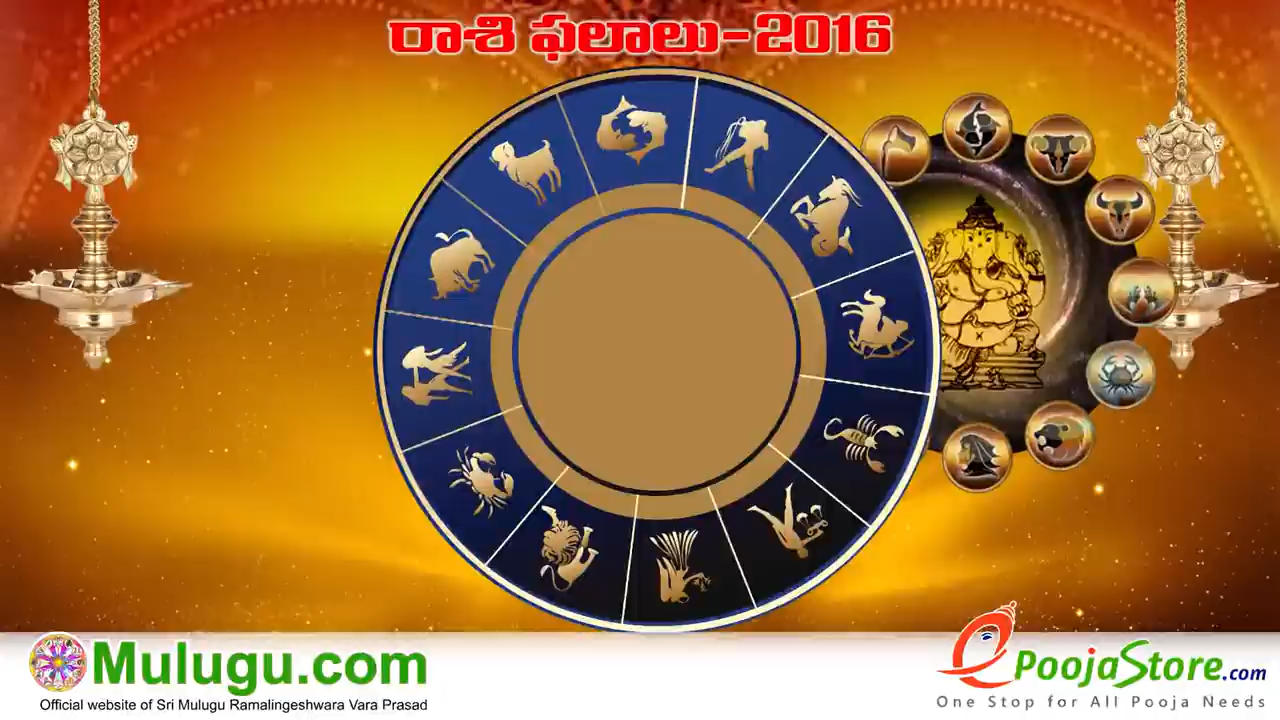 రాశి ఫలాలు-2016
Mulugu.com
Official website of Sri Mulugu Ramalingeshwara Vara Prasad
ePoojaStore.com
One Stop for All Pooja Needs